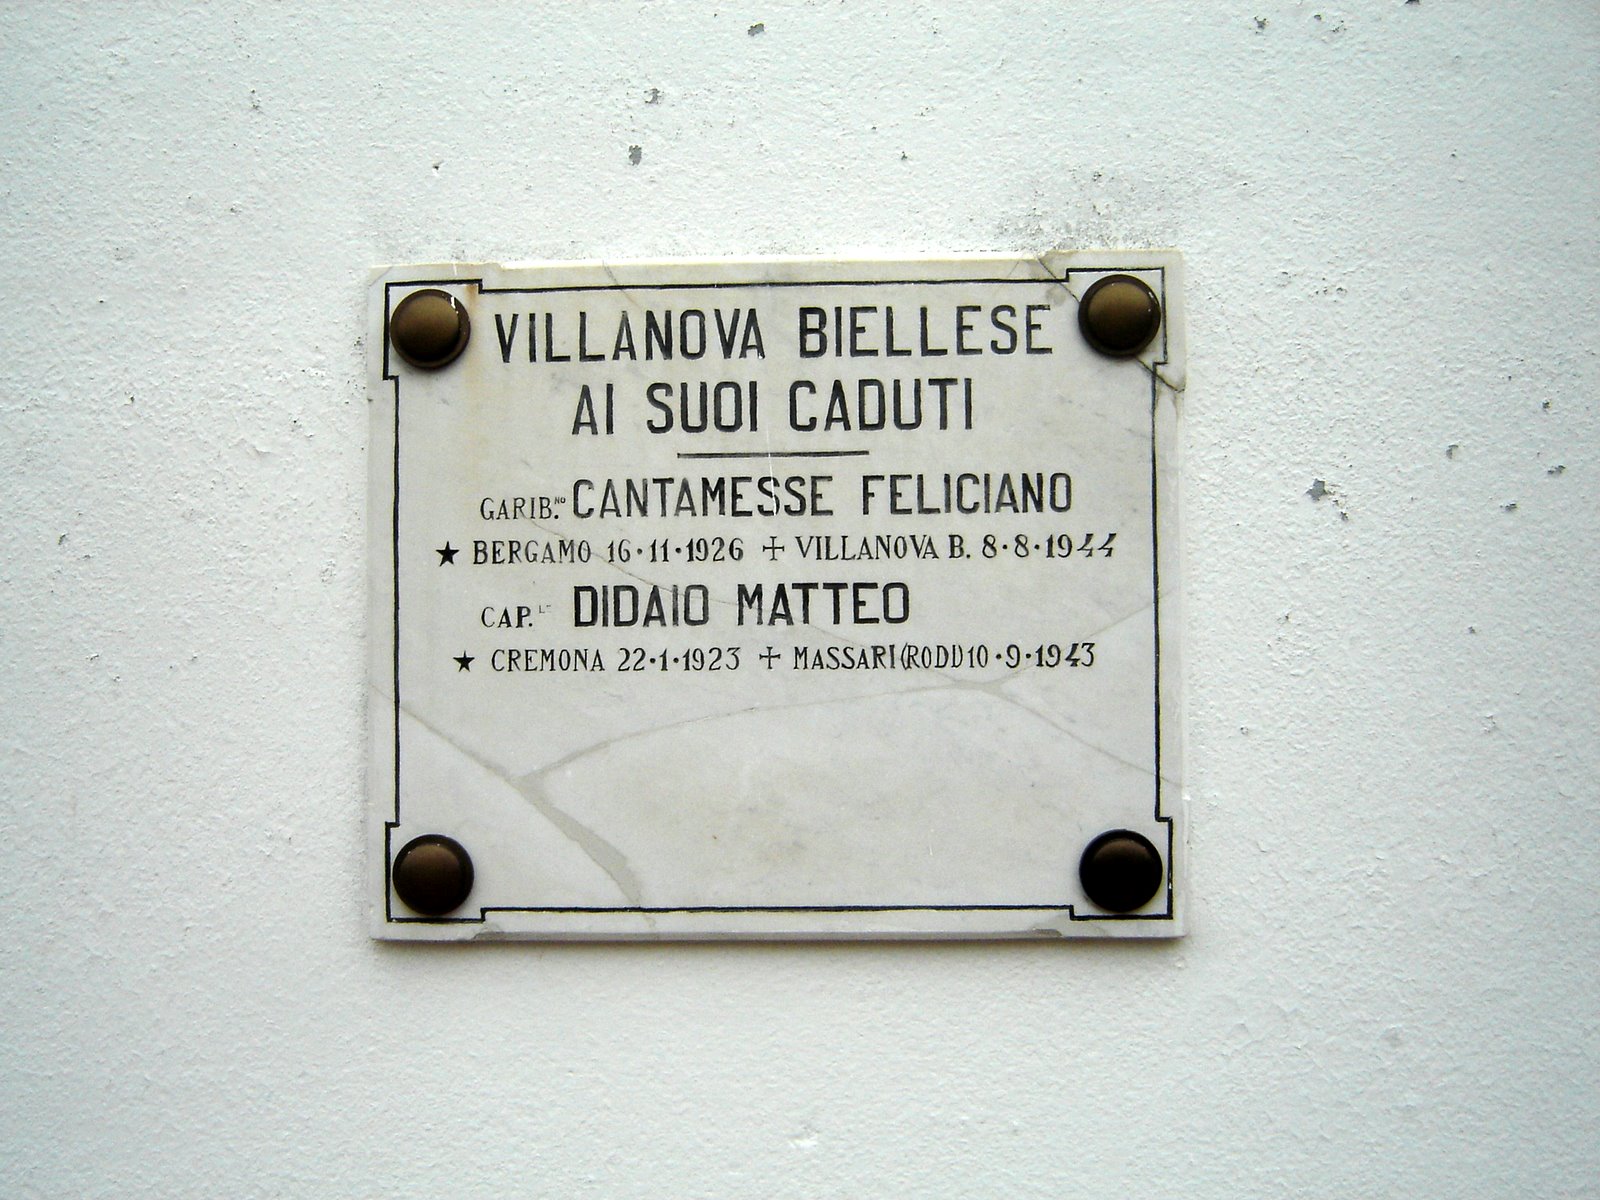 VILLANOVA BIELLESE
AI SUOI CADUTI
GARIB.NO CANTAMESSE FELICIANO
★ BERGAMO 16·11·1926 ✝ VILLANOVA B. 8·8·1944
CAP.LE DIDAIO MATTEO
★ CREMONA 22·1·1923 ✝ MASSARI (RODI) 10·9·1943